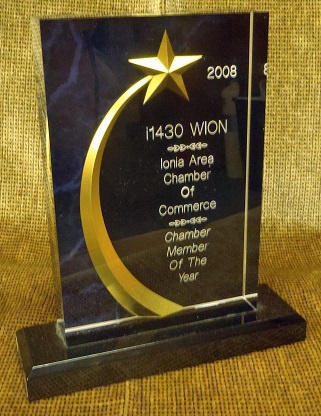 2008
I1430 WION
Ionia Area
Chamber
Of
Commerce
Chamber
Member
Of The
Year